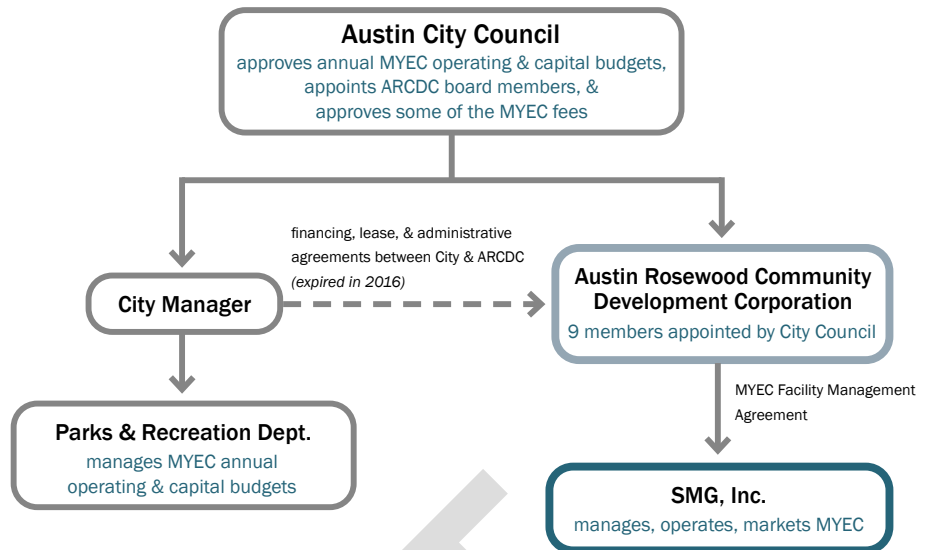 Austin City Council
approves annual MYEC operating & capital budgets,
appoints ARCDC board members, &
approves some of the MYEC fees
financing, lease, & administrative
agreements between City & ARCDC
(expired in 2016)
City Manager
Austin Rosewood Community
Development Corporation
9 members appointed by City Council
MYEC Facility Management
Agreement
Parks & Recreation Dept.
manages MYEC annual
operating & capital budgets
SMG, Inc.
manages, operates, markets MYEC